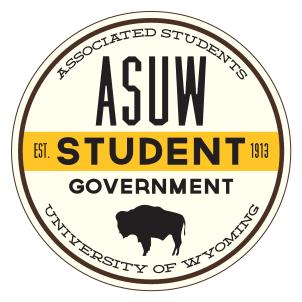 ASSOCIATED STUDENTS
ASUW
EST. STUDENT 1913
GOVERNMENT
UNIVERSITY OF WYOMING